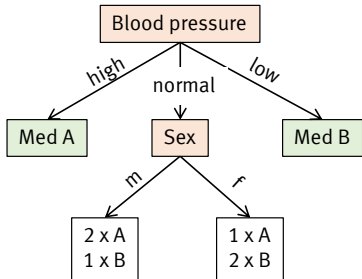 Blood pressure
high
normal
low
Med A
Sex
Med B
m
f
2 x A
1 x B
1 x A
2 x B